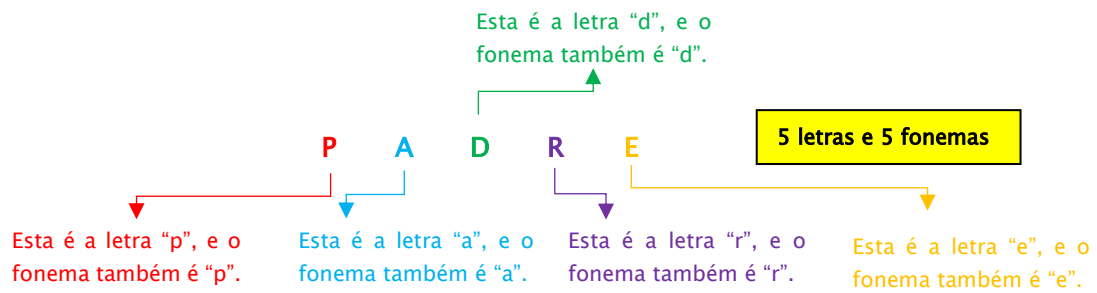 Esta é a letra “d”, e o
fonema também é “d”.
P A D R E
5 letras e 5 fonemas
Esta é a letra “p”, e o
fonema também é “p”.
Esta é a letra “a”, e o
fonema também é “a”.
Esta é a letra “r”, e o
fonema também é “r”.
Esta é a letra “e”, e o
fonema também é “e”.